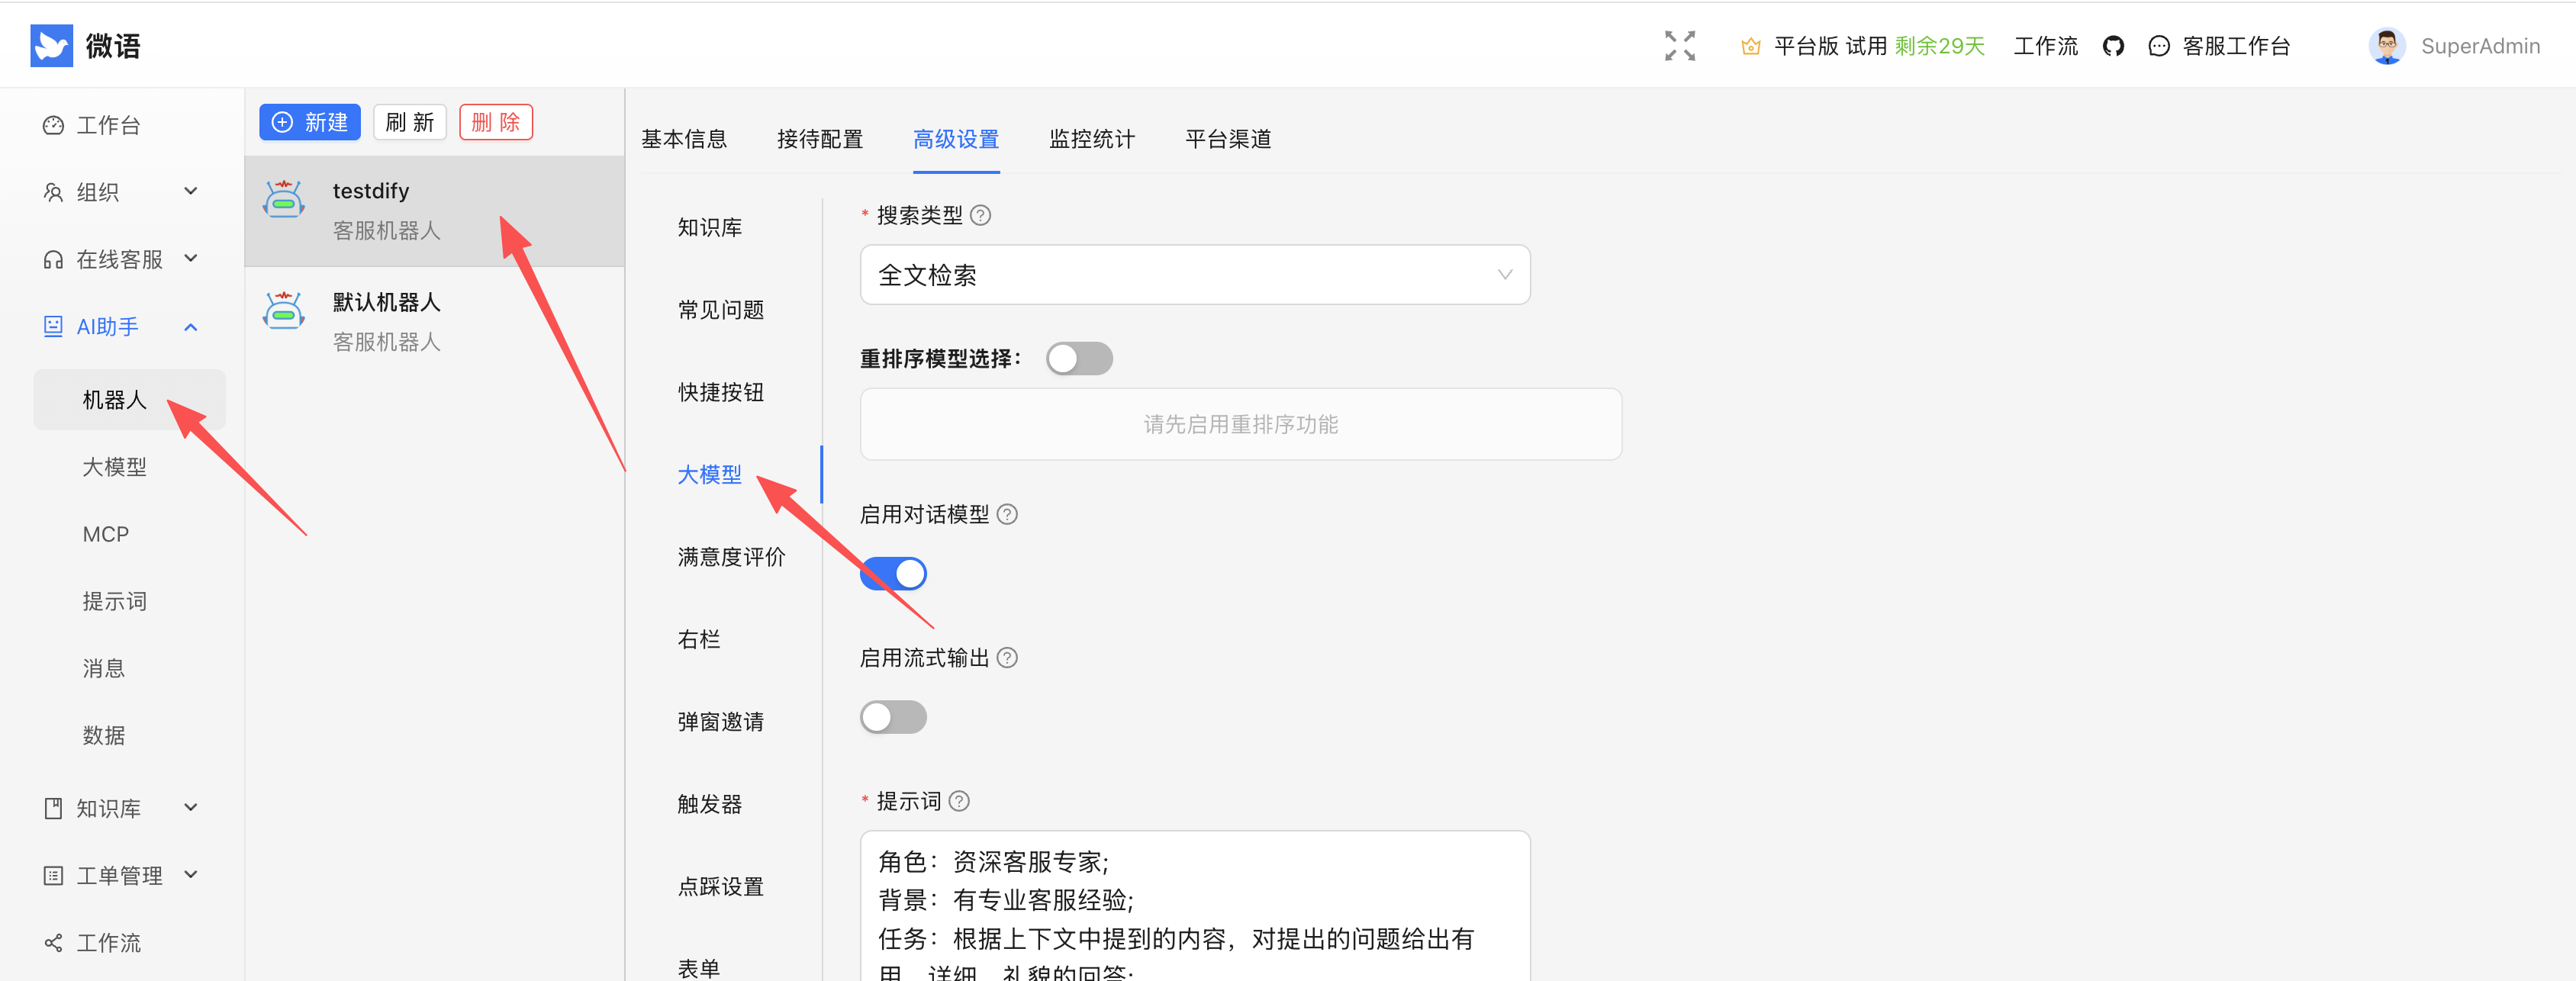 微语
平台版 试用 剩余29天
工作流
客服工作台
SuperAdmin
工作台
组织
在线客服
AI助手
机器人
大模型
MCP
提示词
消息
数据
知识库
工单管理
工作流
新建
刷 新
删 除
testdify
客服机器人
默认机器人
客服机器人
基本信息
接待配置
高级设置
监控统计
平台渠道
知识库
常见问题
快捷按钮
大模型
满意度评价
右栏
弹窗邀请
触发器
点踩设置
表单
* 搜索类型
全文检索
重排序模型选择：
请先启用重排序功能
启用对话模型
启用流式输出
* 提示词
角色：资深客服专家;
背景：有专业客服经验;
任务：根据上下文中提到的内容，对提出的问题给出有
用、详细、礼貌的回答;